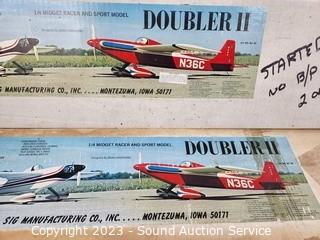 1/4 MIDGET RACER AND SPORT MODEL
DOUBLER II
N36C
STARTED
NO B/P
2 o
SIG MANUFACTURING CO., INC. .... MONTEZUMA, IOWA 50171
1/4 MIDGET RACER AND SPORT MODEL
DOUBLER II
N36C
SIG MANUFACTURING CO., INC. .... MONTEZUMA, IOWA 50171
Copyright 2023 - Sound Auction Service